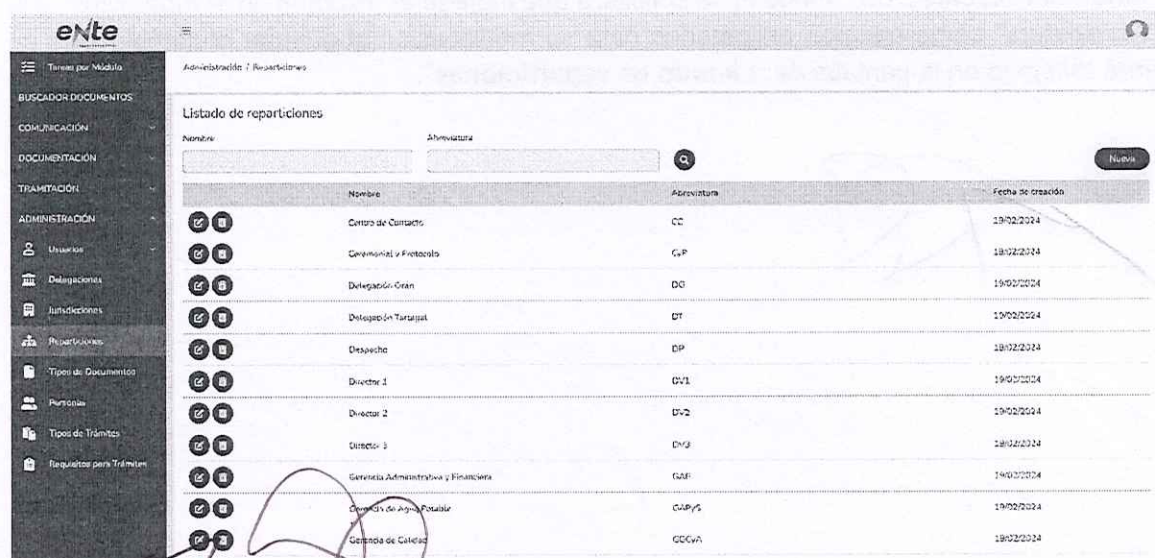 eNte
Tareas por Módulo
Administración / Reparticiones
BUSCADOR DOCUMENTOS
COMUNICACIÓN
DOCUMENTACIÓN
TRAMITACIÓN
ADMINISTRACIÓN
Usuarios
Delegaciones
Jurisdicciones
Reparticiones
Tipos de Documentos
Personas
Tipos de Trámites
Requisitos para Trámites
Listado de reparticiones
Nombre Abreviatura
Nueva
Nombre Abreviatura Fecha de creación
Centro de Contacto CC 19/02/2024
Ceremonial y Protocolo CyP 19/02/2024
Delegación Orán DO 19/02/2024
Delegación Tartagal DT 19/02/2024
Despacho DP 19/02/2024
Director 1 DV1 19/02/2024
Director 2 DV2 19/02/2024
Director 3 DV3 19/02/2024
Gerencia Administrativa y Financiera GAF 19/02/2024
Gerencia de Agua Potable GAPyS 19/02/2024
Gerencia de Calidad 19/02/2024